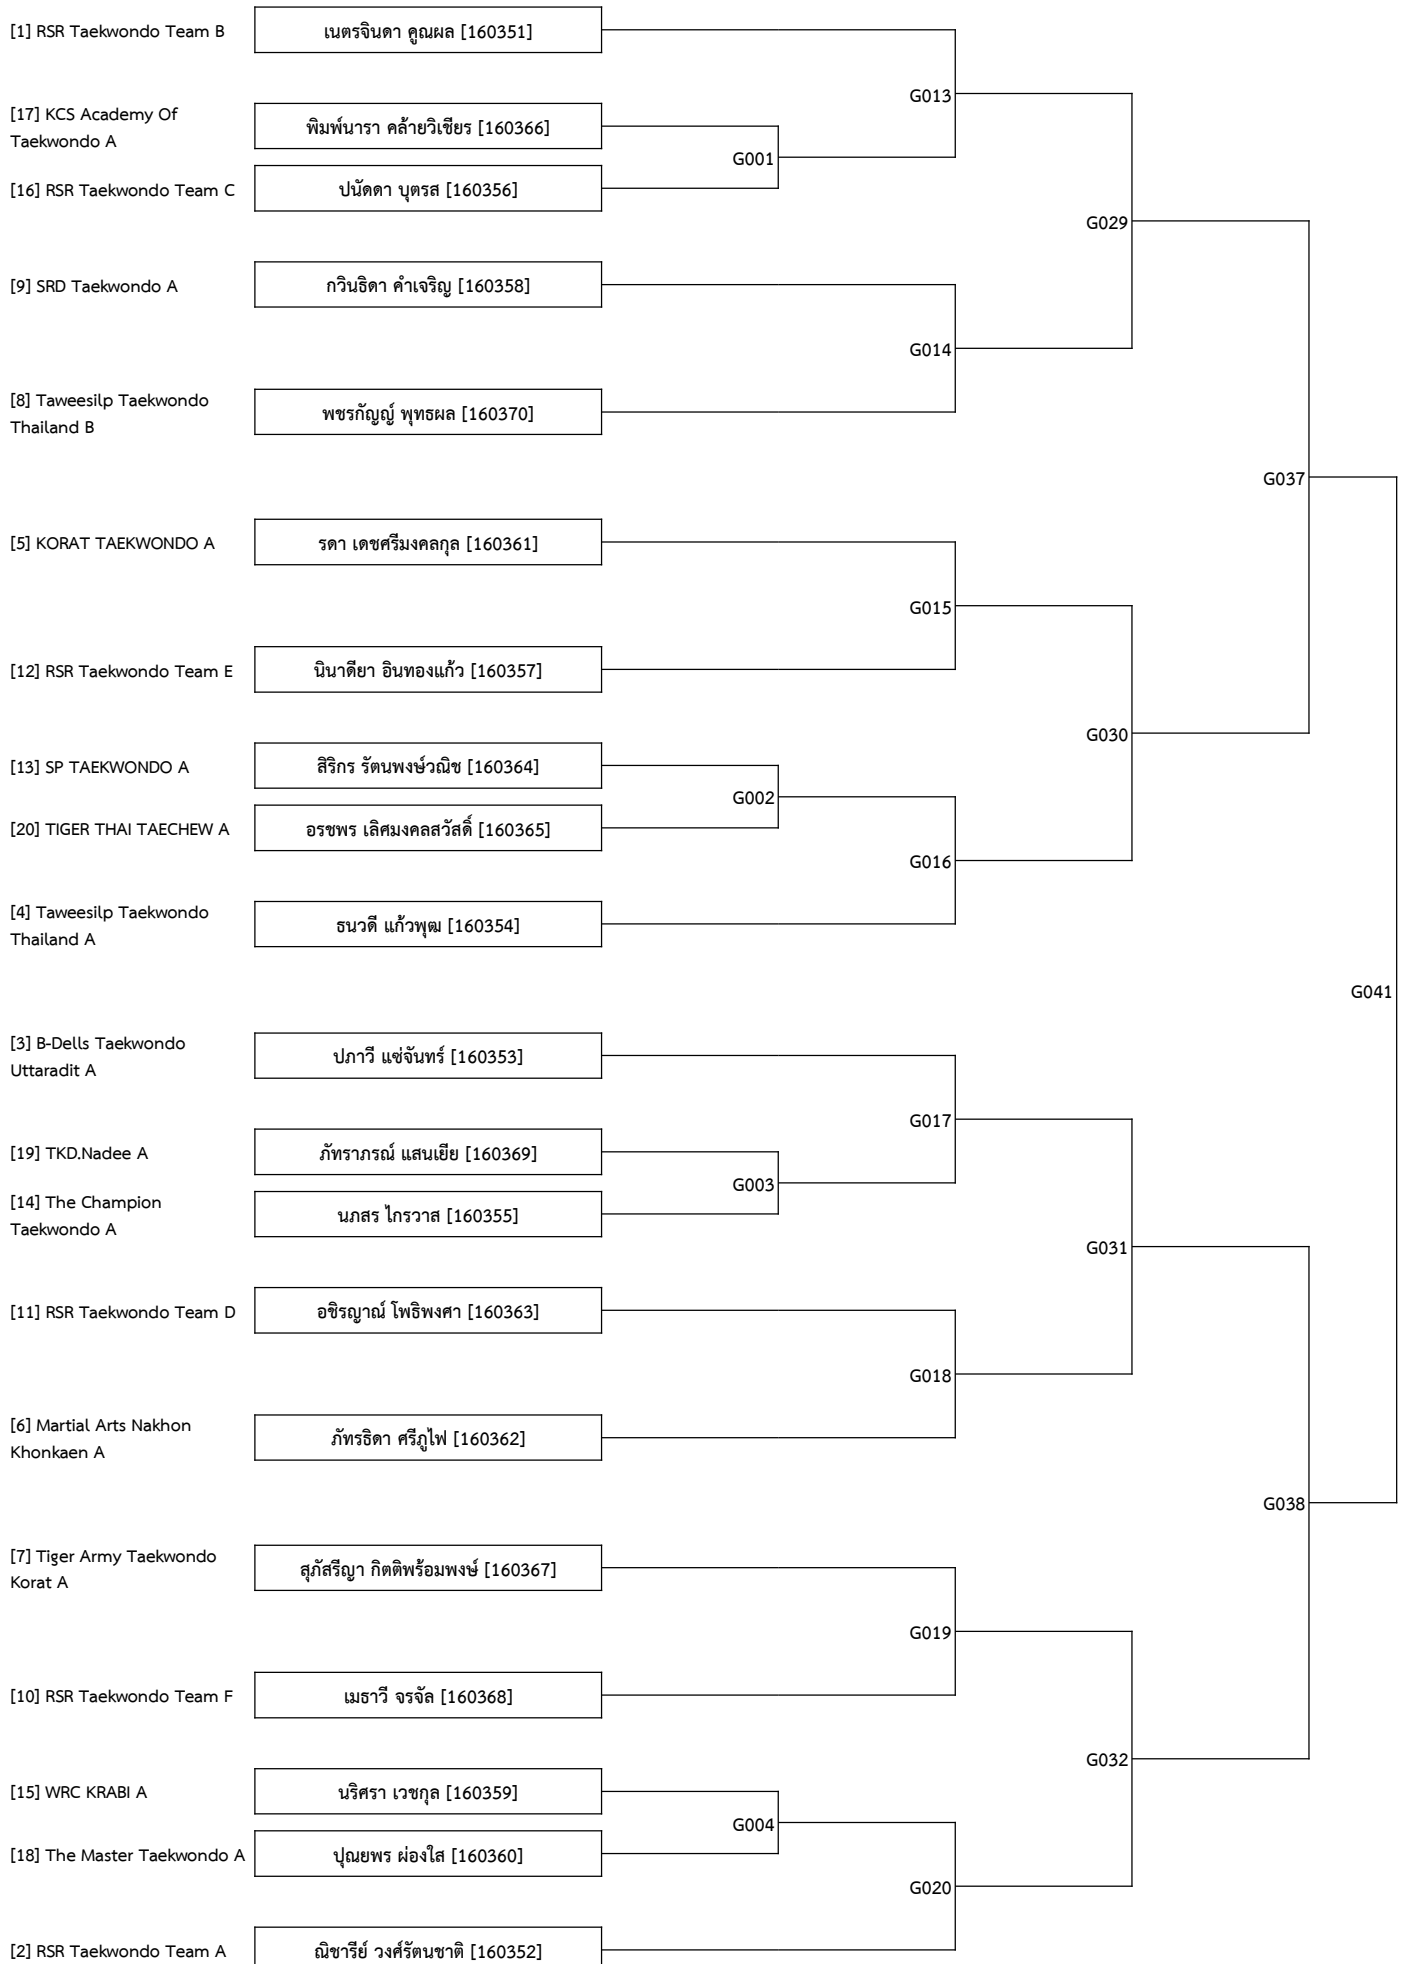 [1] RSR Taekwondo Team B
เนตรจินดา คูณผล [160351]
G013
[17] KCS Academy Of
Taekwondo A
พิมพ์นารา คล้ายวิเชียร [160366]
G001
[16] RSR Taekwondo Team C
ปนัดดา บุตรส [160356]
G029
[9] SRD Taekwondo A
กวินธิดา คำเจริญ [160358]
G014
[8] Taweesilp Taekwondo
Thailand B
พชรกัญญ์ พุทธผล [160370]
G037
[5] KORAT TAEKWONDO A
รดา เดชศรีมงคลกุล [160361]
G015
[12] RSR Taekwondo Team E
นินาดียา อินทองแก้ว [160357]
G030
[13] SP TAEKWONDO A
สิริกร รัตนพงษ์วณิช [160364]
G002
[20] TIGER THAI TAECHEW A
อรชพร เลิศมงคลสวัสดิ์ [160365]
G016
[4] Taweesilp Taekwondo
Thailand A
ธนวดี แก้วพุฒ [160354]
G041
[3] B-Dells Taekwondo
Uttaradit A
ปภาวี แซ่จันทร์ [160353]
G017
[19] TKD.Nadee A
ภัทราภรณ์ แสนเยีย [160369]
G003
[14] The Champion
Taekwondo A
นภสร ไกรวาส [160355]
G031
[11] RSR Taekwondo Team D
อชิรญาณ์ โพธิพงศา [160363]
G018
[6] Martial Arts Nakhon
Khonkaen A
ภัทรธิดา ศรีภูไฟ [160362]
G038
[7] Tiger Army Taekwondo
Korat A
สุภัสรีญา กิตติพร้อมพงษ์ [160367]
G019
[10] RSR Taekwondo Team F
เมธาวี จรจัล [160368]
G032
[15] WRC KRABI A
นริศรา เวชกุล [160359]
G004
[18] The Master Taekwondo A
ปุณยพร ผ่องใส [160360]
G020
[2] RSR Taekwondo Team A
ณิชารีย์ วงศ์รัตนชาติ [160352]